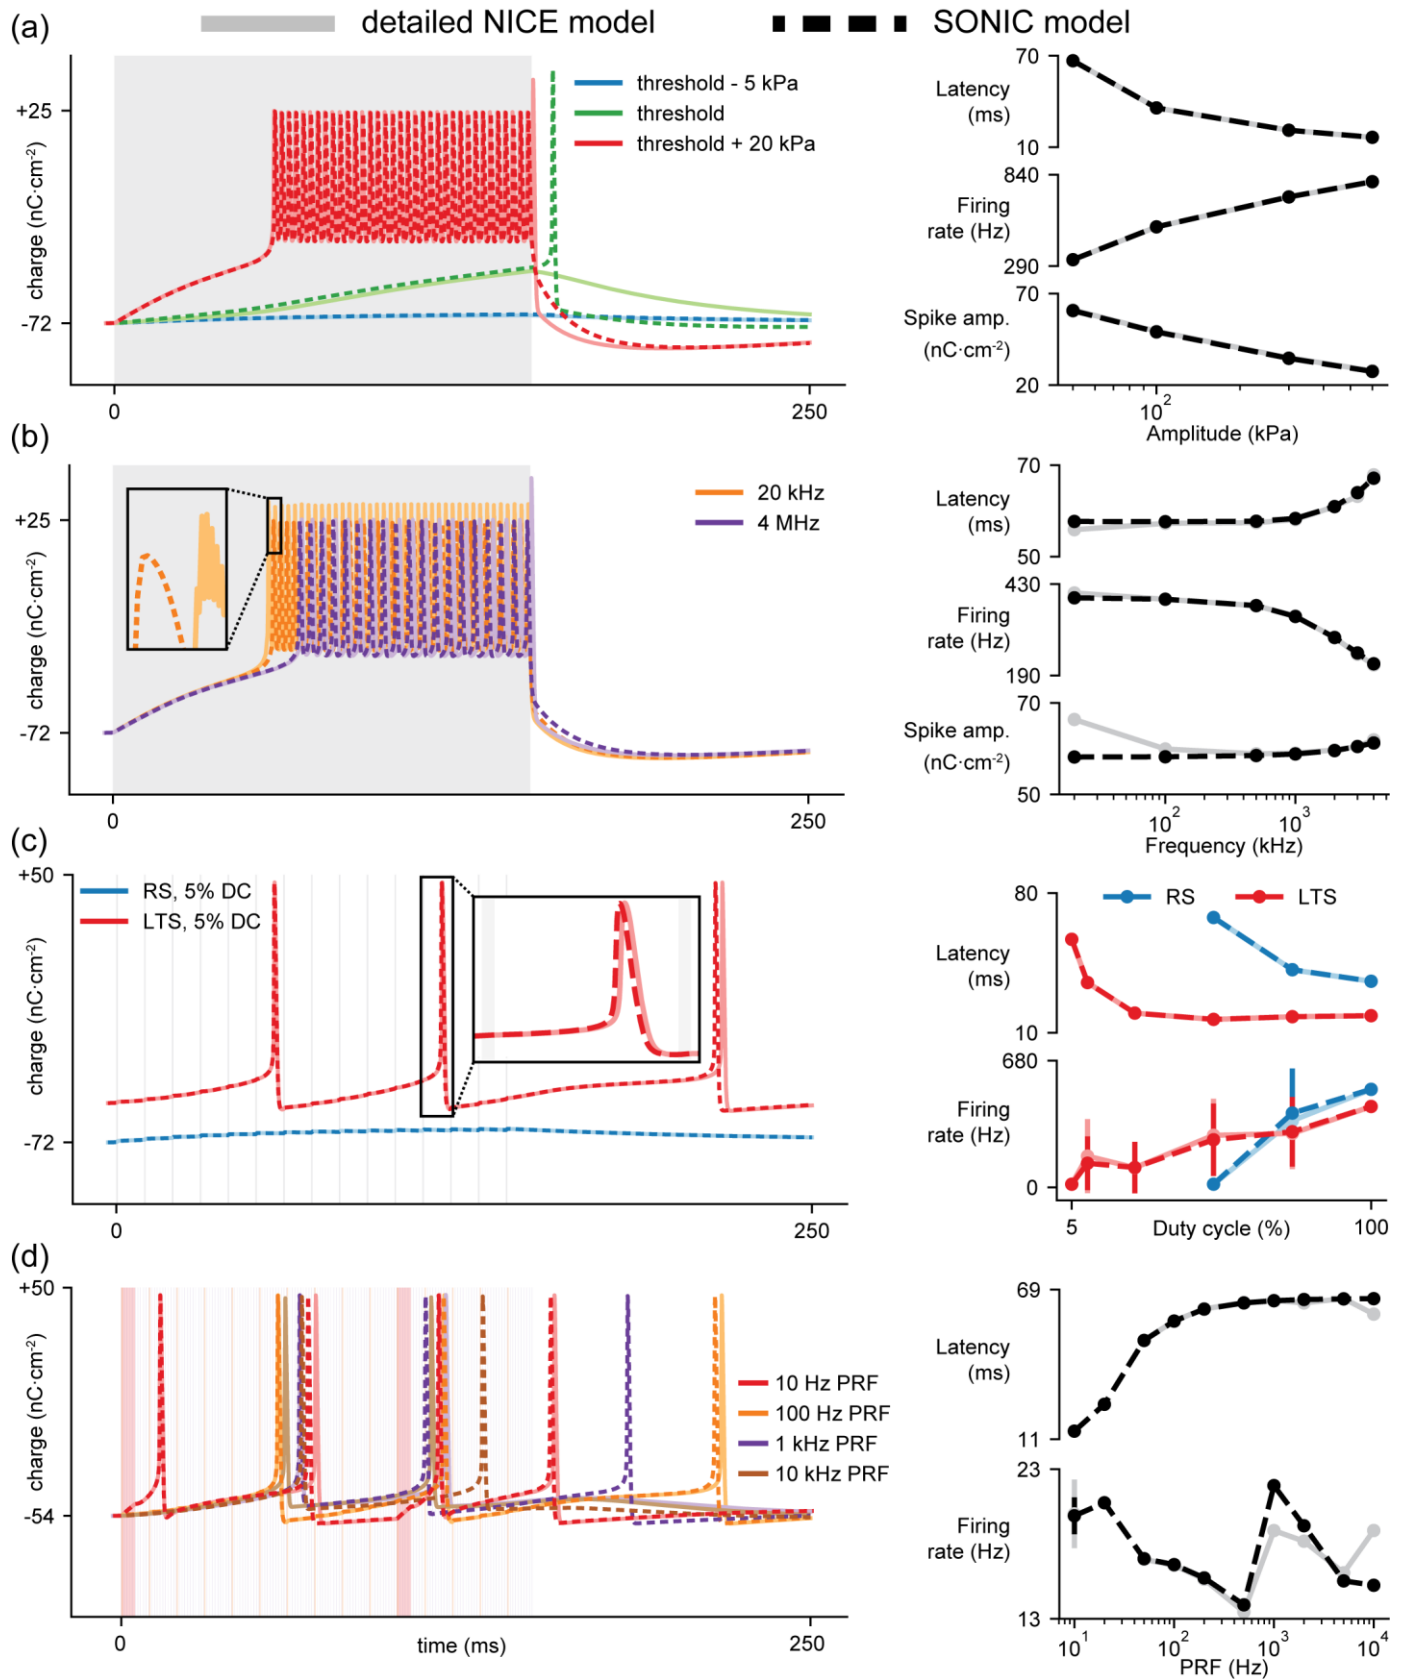 (a)
detailed NICE model
SONIC model
+25
-72
charge (nC·cm-2)
threshold - 5 kPa
threshold
threshold + 20 kPa
0
250
Latency
(ms)
70
10
Firing
rate (Hz)
840
290
Spike amp.
(nC·cm-2)
70
20
10²
Amplitude (kPa)
(b)
+25
-72
charge (nC·cm-2)
20 kHz
4 MHz
0
250
Latency
(ms)
70
50
Firing
rate (Hz)
430
190
Spike amp.
(nC·cm-2)
70
50
10² 10³
Frequency (kHz)
(c)
+50
-72
charge (nC·cm-2)
RS, 5% DC
LTS, 5% DC
0
250
RS
LTS
Latency
(ms)
80
10
Firing
rate (Hz)
680
0
5
Duty cycle (%)
100
(d)
+50
-54
charge (nC·cm-2)
10 Hz PRF
100 Hz PRF
1 kHz PRF
10 kHz PRF
0
time (ms)
250
Latency
(ms)
69
11
Firing
rate (Hz)
23
13
10¹ 10² 10³ 10⁴
PRF (Hz)